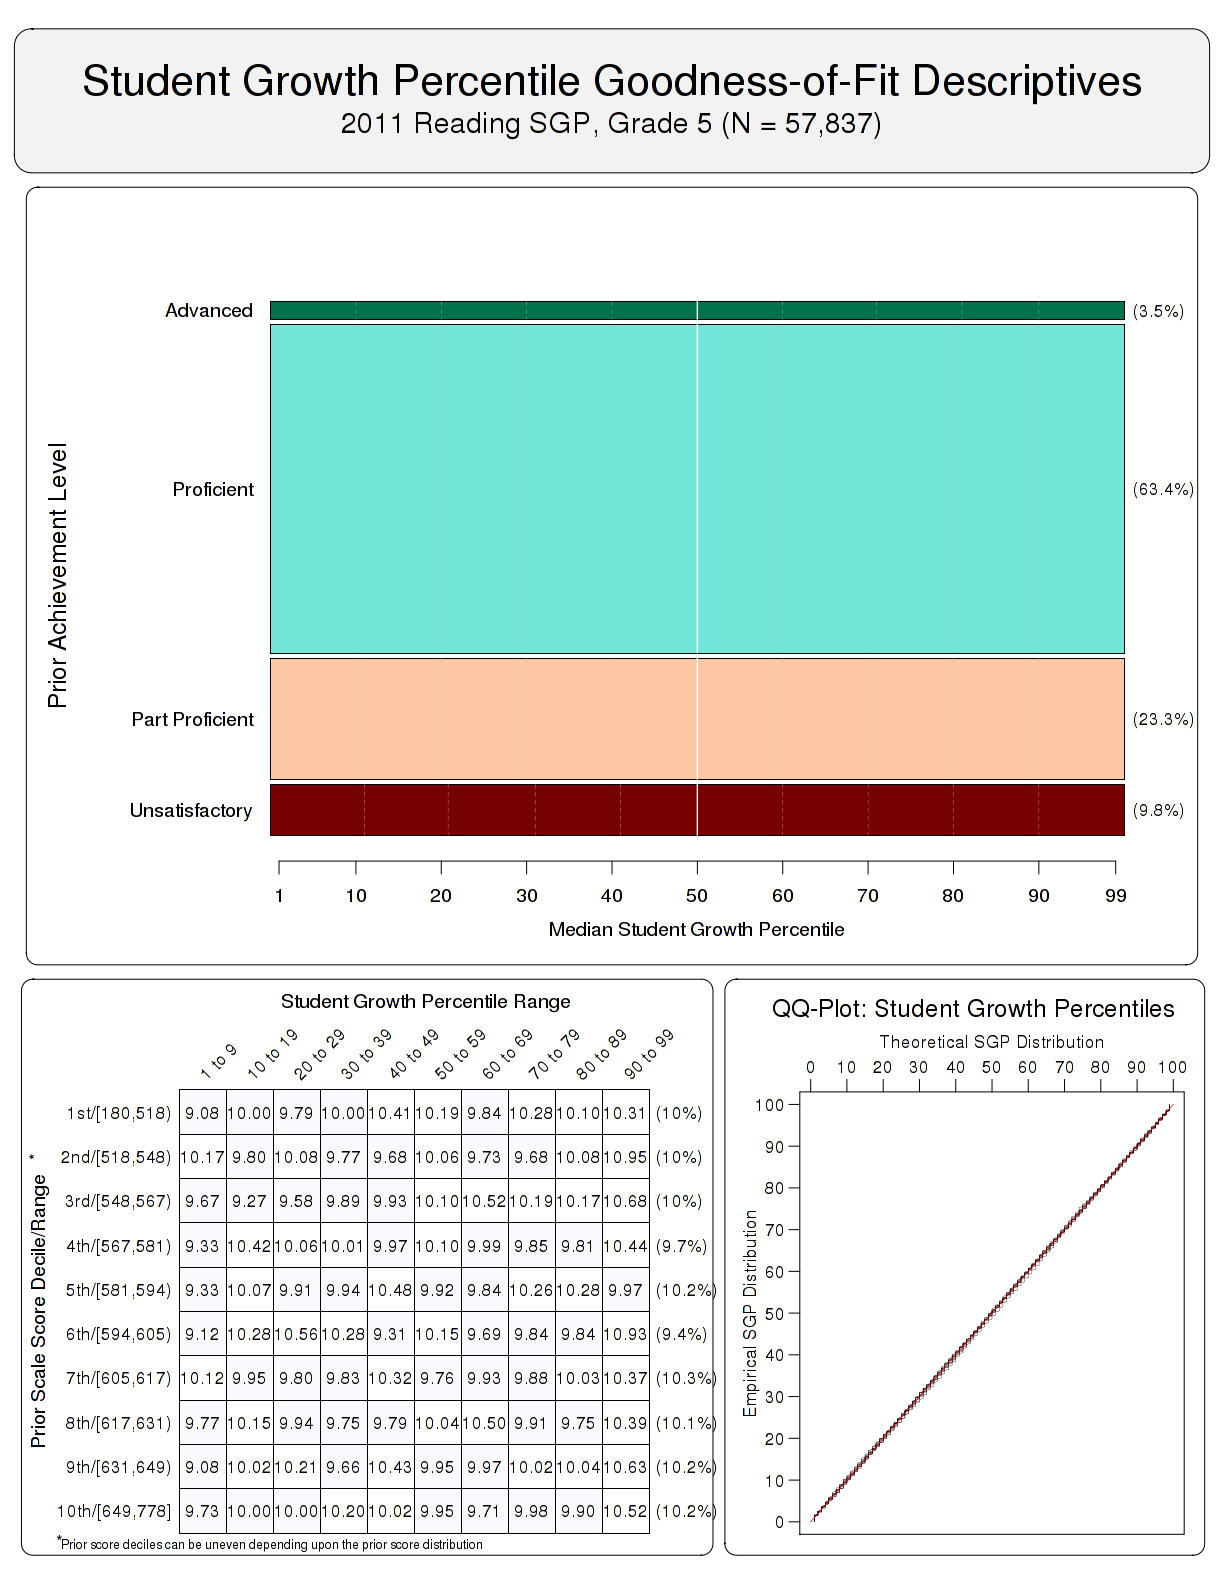 Student Growth Percentile Goodness-of-Fit Descriptives
2011 Reading SGP, Grade 5 (N = 57,837)
Prior Achievement Level
Advanced (3.5%)
Proficient (63.4%)
Part Proficient (23.3%)
Unsatisfactory (9.8%)
1 10 20 30 40 50 60 70 80 90 99
Median Student Growth Percentile
Student Growth Percentile Range
1 to 9 10 to 19 20 to 29 30 to 39 40 to 49 50 to 59 60 to 69 70 to 79 80 to 89 90 to 99
Prior Scale Score Decile/Range *
1st/[180,518) 9.08 10.00 9.79 10.00 10.41 10.19 9.84 10.28 10.10 10.31 (10%)
2nd/[518,548) 10.17 9.80 10.08 9.77 9.68 10.06 9.73 9.68 10.08 10.95 (10%)
3rd/[548,567) 9.67 9.27 9.58 9.89 9.93 10.10 10.52 10.19 10.17 10.68 (10%)
4th/[567,581) 9.33 10.42 10.06 10.01 9.97 10.10 9.99 9.85 9.81 10.44 (9.7%)
5th/[581,594) 9.33 10.07 9.91 9.94 10.48 9.92 9.84 10.26 10.28 9.97 (10.2%)
6th/[594,605) 9.12 10.28 10.56 10.28 9.31 10.15 9.69 9.84 9.84 10.93 (9.4%)
7th/[605,617) 10.12 9.95 9.80 9.83 10.32 9.76 9.93 9.88 10.03 10.37 (10.3%)
8th/[617,631) 9.77 10.15 9.94 9.75 9.79 10.04 10.50 9.91 9.75 10.39 (10.1%)
9th/[631,649) 9.08 10.02 10.21 9.66 10.43 9.95 9.97 10.02 10.04 10.63 (10.2%)
10th/[649,778] 9.73 10.00 10.00 10.20 10.02 9.95 9.71 9.98 9.90 10.52 (10.2%)
*Prior score deciles can be uneven depending upon the prior score distribution
QQ-Plot: Student Growth Percentiles
Theoretical SGP Distribution
0 10 20 30 40 50 60 70 80 90 100
Empirical SGP Distribution
100
90
80
70
60
50
40
30
20
10
0